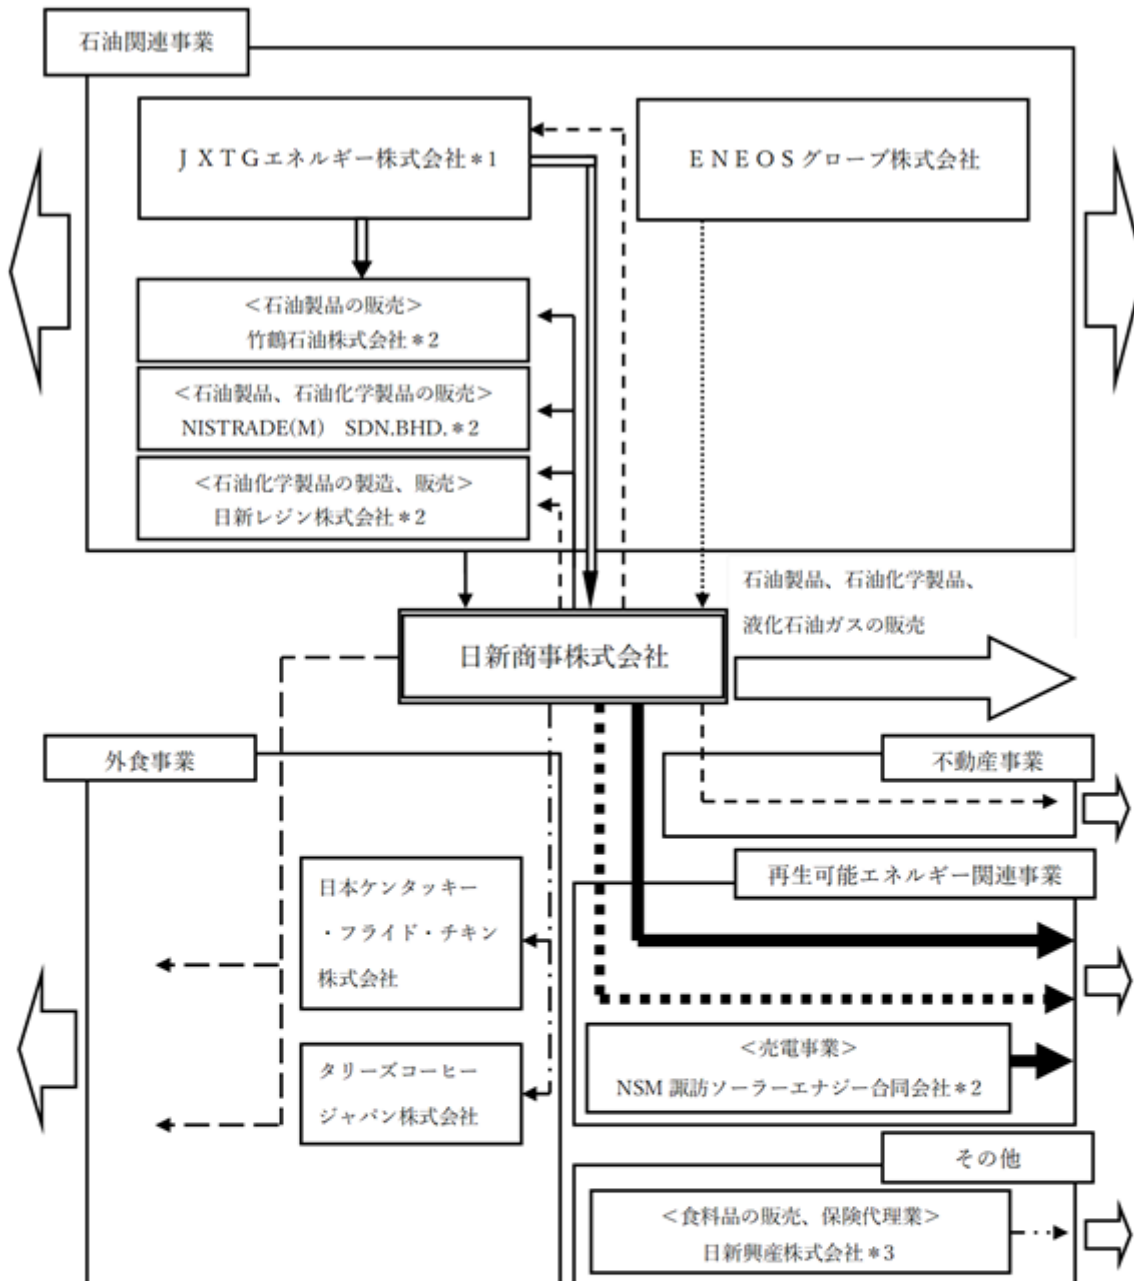 石油関連事業
JXTGエネルギー株式会社*1
ENEOSグローブ株式会社
<石油製品の販売>
竹鶴石油株式会社*2
<石油製品、石油化学製品の販売>
NISTRADE(M) SDN.BHD.*2
<石油化学製品の製造、販売>
日新レジン株式会社*2
石油製品、石油化学製品、
液化石油ガスの販売
日新商事株式会社
外食事業
不動産事業
再生可能エネルギー関連事業
日本ケンタッキー
・フライド・チキン
株式会社
<売電事業>
NSM 諏訪ソーラーエナジー合同会社*2
タリーズコーヒー
ジャパン株式会社
その他
<食料品の販売、保険代理業>
日新興産株式会社*3